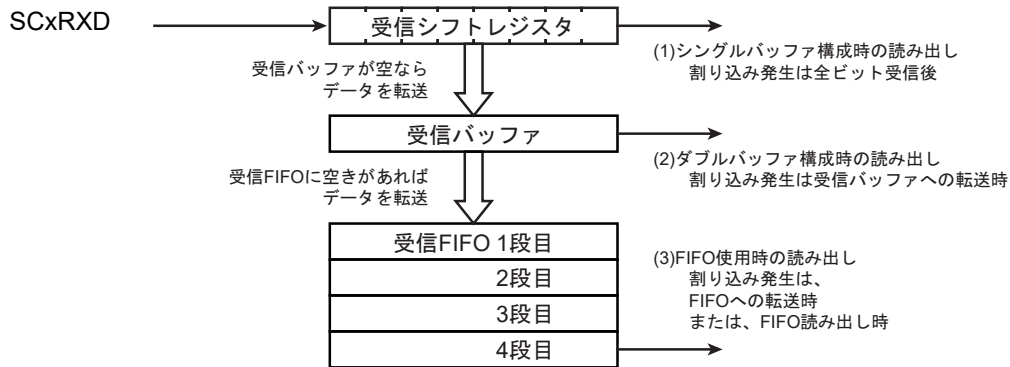 SCxRXD
受信シフトレジスタ
(1)シングルバッファ構成時の読み出し
割り込み発生は全ビット受信後
受信バッファが空なら
データを転送
受信バッファ
(2)ダブルバッファ構成時の読み出し
割り込み発生は受信バッファへの転送時
受信FIFOに空きがあれば
データを転送
受信FIFO 1段目
2段目
3段目
4段目
(3)FIFO使用時の読み出し
割り込み発生は、
FIFOへの転送時
または、FIFO読み出し時